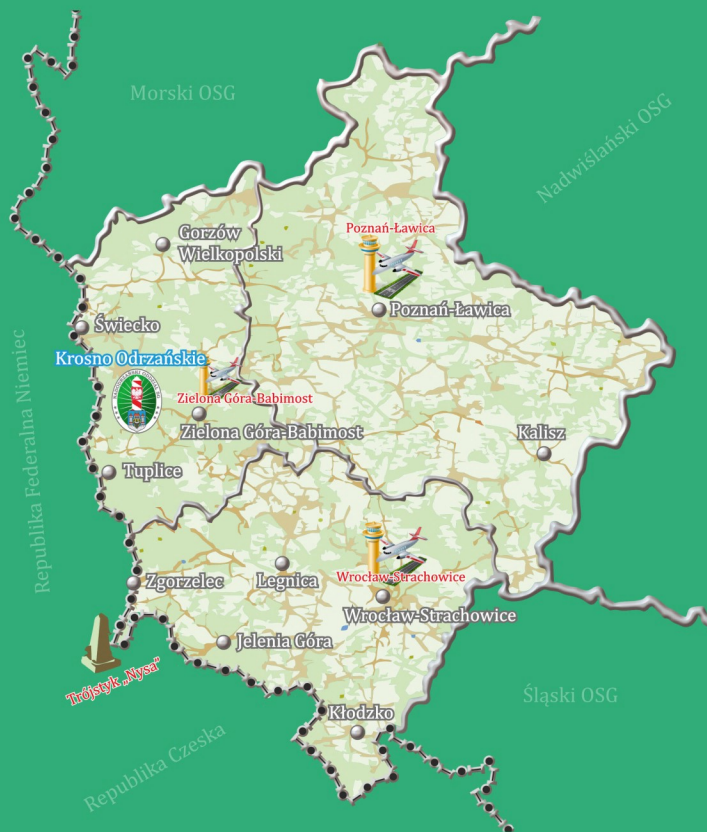 Morski OSG
Nadwiślański OSG
Poznań-Ławica
Gorzów
Wielkopolski
Poznań-Ławica
Świecko
Krosno Odrzańskie
Republika Federalna Niemiec
Zielona Góra-Babimost
Zielona Góra-Babimost
Kalisz
Tuplice
Zgorzelec
Legnica
Wrocław-Strachowice
Wrocław-Strachowice
Jelenia Góra
Trójstyk „Nysa”
Śląski OSG
Kłodzko
Republika Czeska